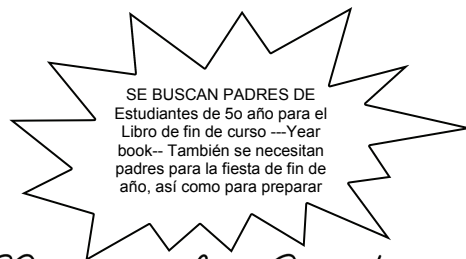 SE BUSCAN PADRES DE
Estudiantes de 5o año para el
Libro de fin de curso ---Year
book-- También se necesitan
padres para la fiesta de fin de
año, así como para preparar